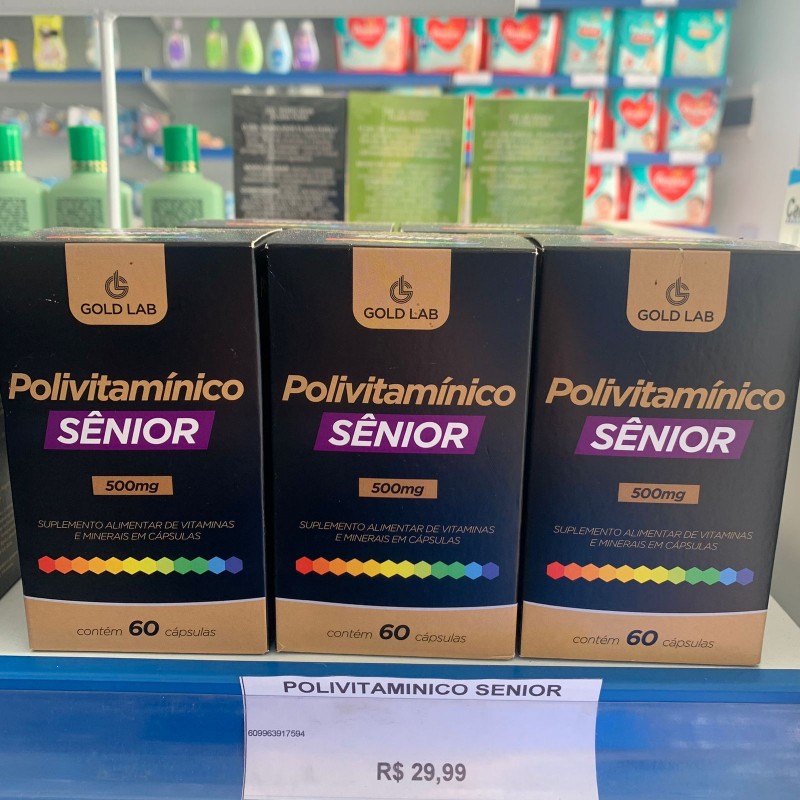 GOLD LAB
Polivitamínico
SÊNIOR
500mg
SUPLEMENTO ALIMENTAR DE VITAMINAS
E MINERAIS EM CÁPSULAS
contém 60 cápsulas
GOLD LAB
Polivitamínico
SÊNIOR
500mg
SUPLEMENTO ALIMENTAR DE VITAMINAS
E MINERAIS EM CÁPSULAS
contém 60 cápsulas
GOLD LAB
Polivitamínico
SÊNIOR
500mg
SUPLEMENTO ALIMENTAR DE VITAMINAS
E MINERAIS EM CÁPSULAS
contém 60 cápsulas
POLIVITAMINICO SENIOR
609963917594
R$ 29,99